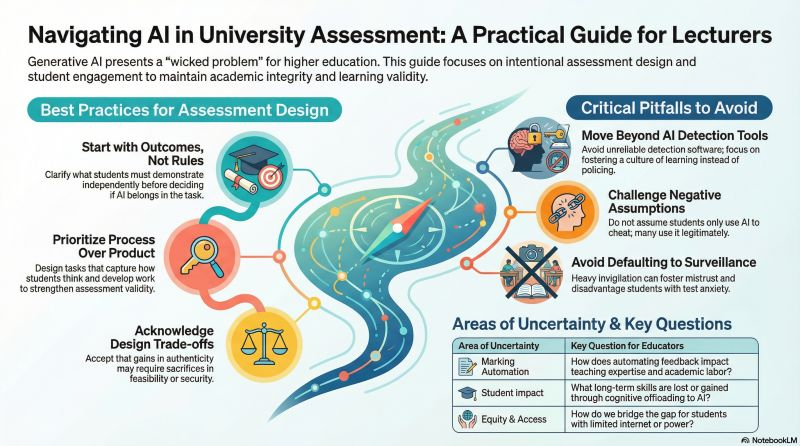 Navigating AI in University Assessment: A Practical Guide for Lecturers
Generative AI presents a “wicked problem” for higher education. This guide focuses on intentional assessment design and
student engagement to maintain academic integrity and learning validity.
Best Practices for Assessment Design
Start with Outcomes,
Not Rules
Clarify what students must demonstrate
independently before deciding
if AI belongs in the task.
Prioritize Process
Over Product
Design tasks that capture how
students think and develop work
to strengthen assessment validity.
Acknowledge
Design Trade-offs
Accept that gains in authenticity
may require sacrifices in
feasibility or security.
Critical Pitfalls to Avoid
Move Beyond AI Detection Tools
Avoid unreliable detection software; focus on
fostering a culture of learning instead of
policing.
Challenge Negative
Assumptions
Do not assume students only use AI to
cheat; many use it legitimately.
Avoid Defaulting to Surveillance
Heavy invigilation can foster mistrust and
disadvantage students with test anxiety.
Areas of Uncertainty & Key Questions
Area of Uncertainty
Key Question for Educators
Marking
Automation
How does automating feedback impact
teaching expertise and academic labor?
Student impact
What long-term skills are lost or gained
through cognitive offloading to AI?
Equity & Access
How do we bridge the gap for students
with limited internet or power?
NotebookLM